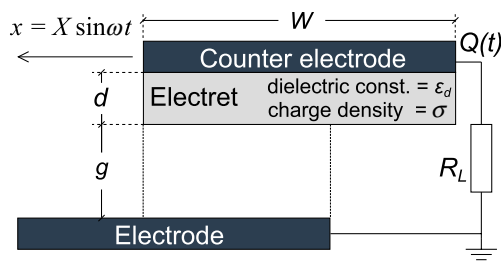 W
x = X sinωt
Q(t)
Counter electrode
d
Electret
dielectric const. = ε_d
charge density = σ
g
R_L
Electrode